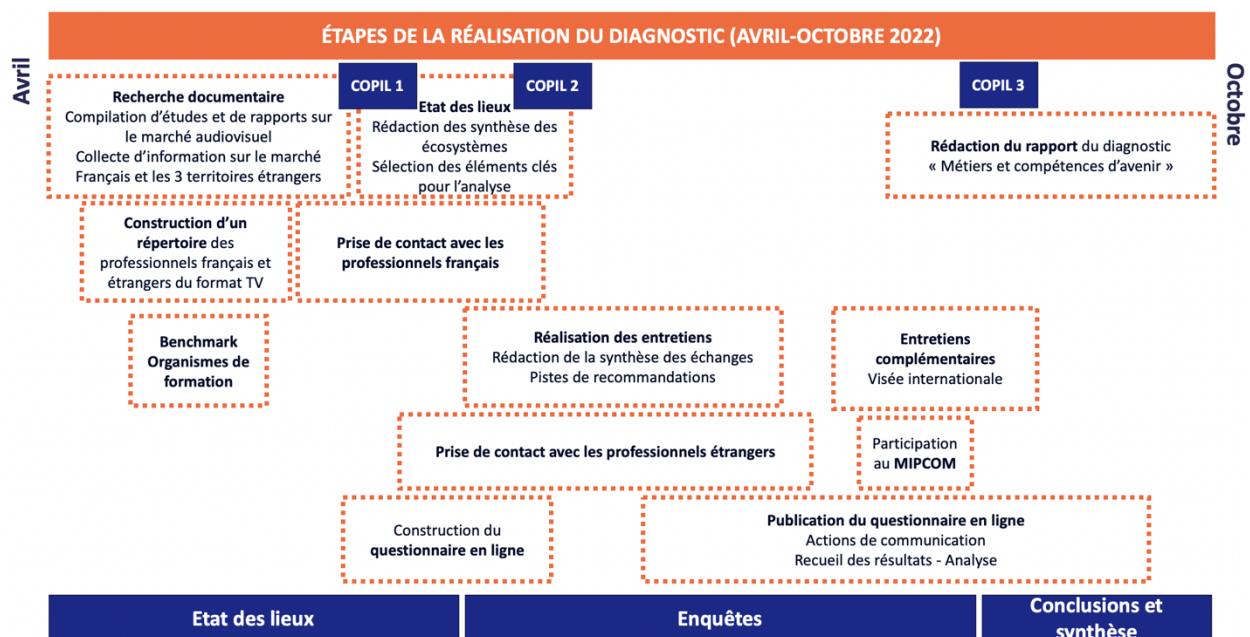 ÉTAPES DE LA RÉALISATION DU DIAGNOSTIC (AVRIL-OCTOBRE 2022)
Avril
Octobre
COPIL 1
COPIL 2
COPIL 3
Recherche documentaire
Compilation d'études et de rapports sur
le marché audiovisuel
Collecte d'information sur le marché
Français et les 3 territoires étrangers
Etat des lieux
Rédaction des synthèse des
écosystèmes
Sélection des éléments clés
pour l'analyse
Rédaction du rapport du diagnostic
« Métiers et compétences d'avenir »
Construction d'un
répertoire des
professionnels français et
étrangers du format TV
Prise de contact avec les
professionnels français
Benchmark
Organismes de
formation
Réalisation des entretiens
Rédaction de la synthèse des échanges
Pistes de recommandations
Entretiens
complémentaires
Visée internationale
Prise de contact avec les professionnels étrangers
Participation
au MIPCOM
Construction du
questionnaire en ligne
Publication du questionnaire en ligne
Actions de communication
Recueil des résultats - Analyse
Etat des lieux
Enquêtes
Conclusions et
synthèse